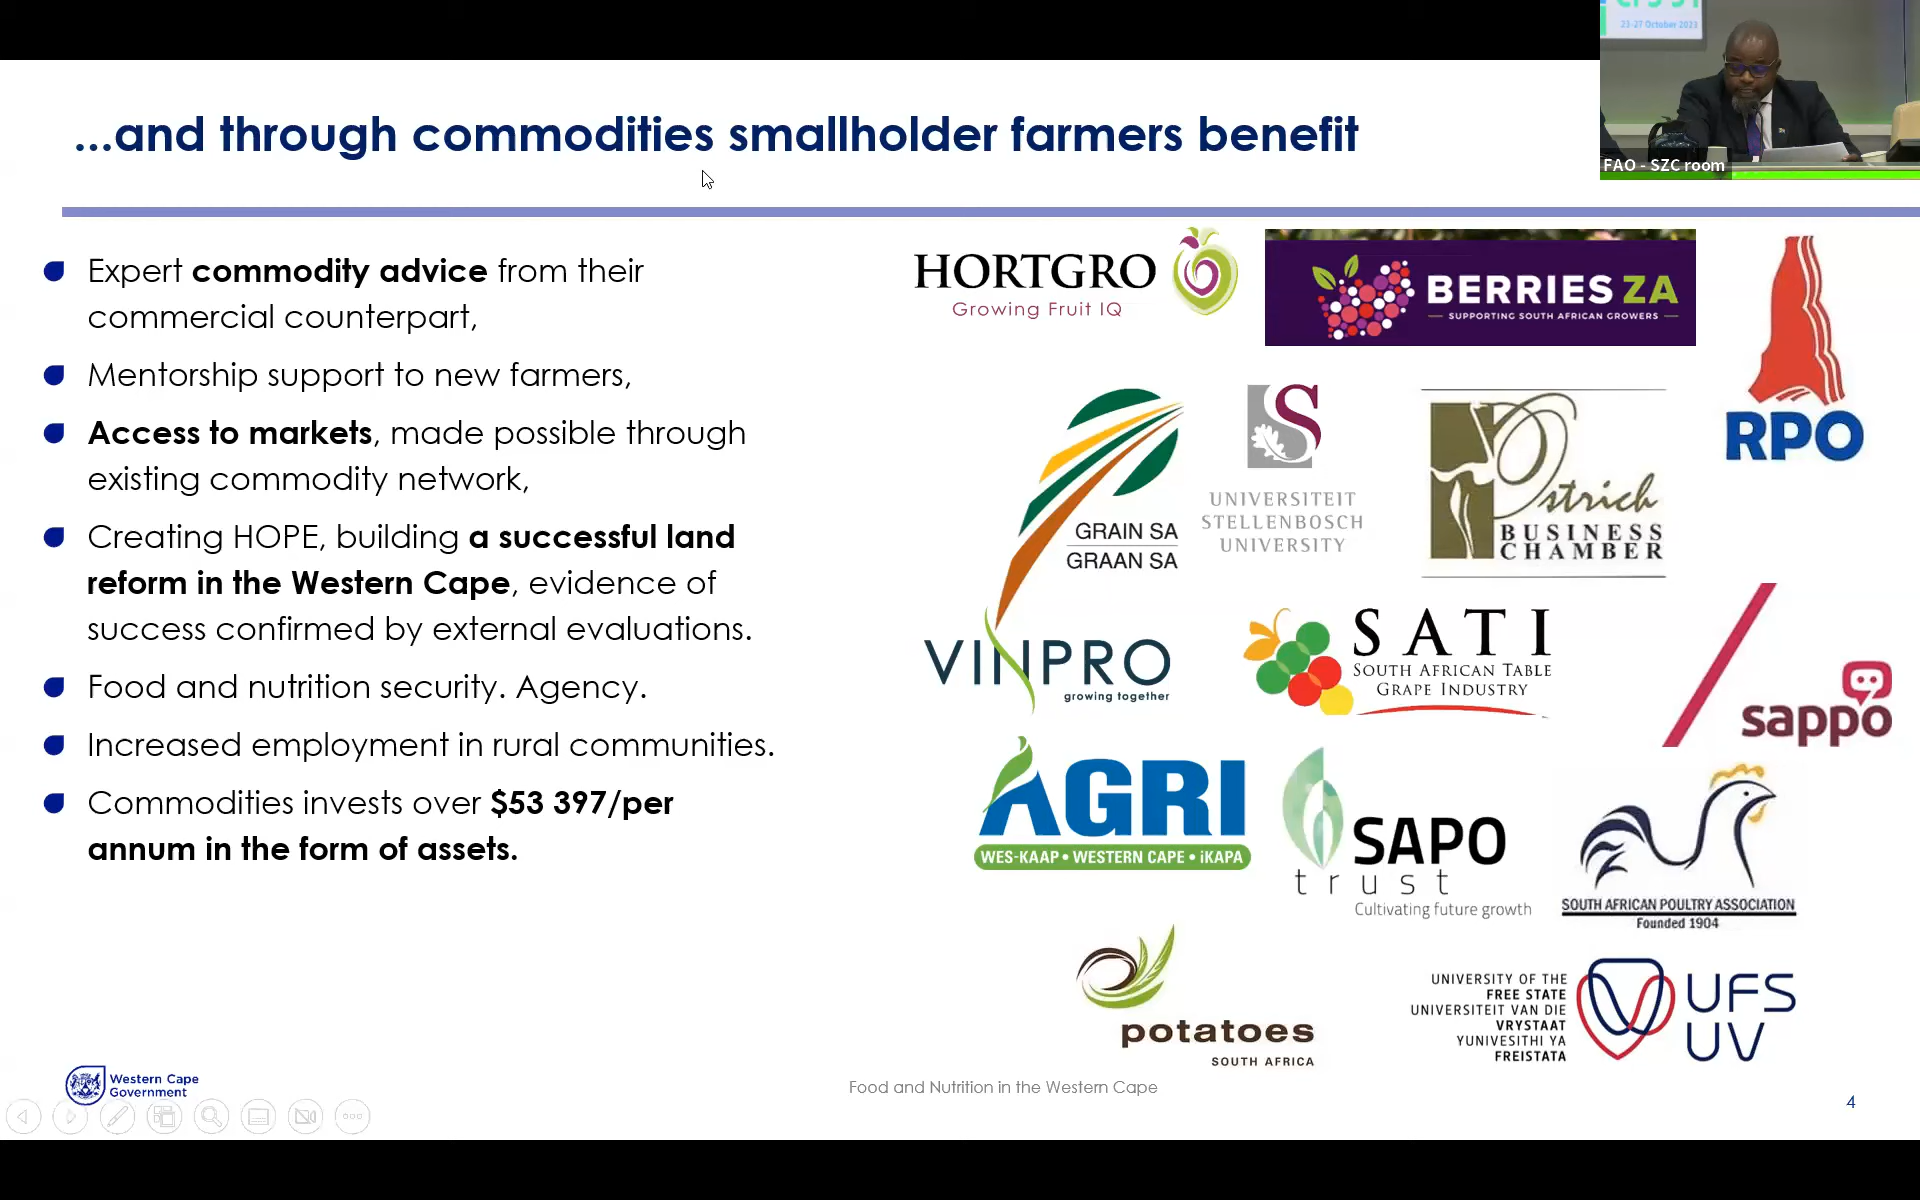 23-27 October 2023
FAO - SZC room
...and through commodities smallholder farmers benefit
Expert commodity advice from their
commercial counterpart,
Mentorship support to new farmers,
Access to markets, made possible through
existing commodity network,
Creating HOPE, building a successful land
reform in the Western Cape, evidence of
success confirmed by external evaluations.
Food and nutrition security. Agency.
Increased employment in rural communities.
Commodities invests over $53 397/per
annum in the form of assets.
HORTGRO
Growing Fruit IQ
BERRIES ZA
SUPPORTING SOUTH AFRICAN GROWERS
RPO
GRAIN SA
GRAAN SA
S
UNIVERSITEIT
STELLENBOSCH
UNIVERSITY
Ostrich
BUSINESS
CHAMBER
VINPRO
growing together
SATI
SOUTH AFRICAN TABLE
GRAPE INDUSTRY
sappo
AGRI
WES-KAAP • WESTERN CAPE • iKAPA
SAPO
trust
Cultivating future growth
SOUTH AFRICAN POULTRY ASSOCIATION
Founded 1904
potatoes
SOUTH AFRICA
UNIVERSITY OF THE
FREE STATE
UNIVERSITEIT VAN DIE
VRYSTAAT
YUNIVESITHI YA
FREISTATA
UFS
UV
Western Cape
Government
Food and Nutrition in the Western Cape
4